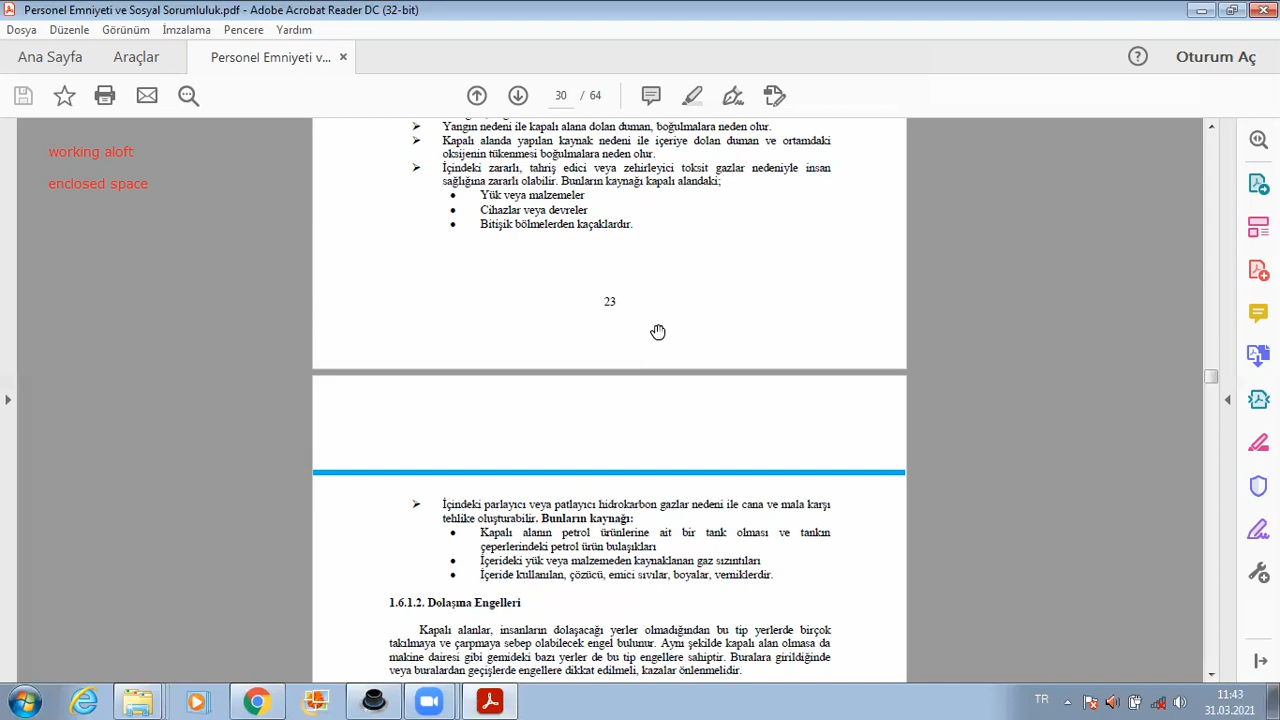 Personel Emniyeti ve Sosyal Sorumluluk.pdf - Adobe Acrobat Reader DC (32-bit)
Dosya Düzenle Görünüm İmzalama Pencere Yardım
Ana Sayfa Araçlar Personel Emniyeti v... × Oturum Aç
30 / 64
working aloft
enclosed space
Yangın nedeni ile kapalı alana dolan duman, boğulmalara neden olur.
Kapalı alanda yapılan kaynak nedeni ile içeriye dolan duman ve ortamdaki
oksijenin tükenmesi boğulmalara neden olur.
İçindeki zararlı, tahriş edici veya zehirleyici toksit gazlar nedeniyle insan
sağlığına zararlı olabilir. Bunların kaynağı kapalı alandaki;
• Yük veya malzemeler
• Cihazlar veya devreler
• Bitişik bölmelerden kaçaklardır.
23
İçindeki parlayıcı veya patlayıcı hidrokarbon gazlar nedeni ile cana ve mala karşı
tehlike oluşturabilir. Bunların kaynağı:
• Kapalı alanın petrol ürünlerine ait bir tank olması ve tankın
çeperlerindeki petrol ürün bulaşıkları
• İçerideki yük veya malzemeden kaynaklanan gaz sızıntıları
• İçeride kullanılan, çözücü, emici sıvılar, boyalar, verniklerdir.
1.6.1.2. Dolaşma Engelleri
Kapalı alanlar, insanların dolaşacağı yerler olmadığından bu tip yerlerde birçok
takılmaya ve çarpmaya sebep olabilecek engel bulunur. Aynı şekilde kapalı alan olmasa da
makine dairesi gibi gemideki bazı yerler de bu tip engellere sahiptir. Buralara girildiğinde
veya buralardan geçişlerde engellere dikkat edilmeli, kazalar önlenmelidir.
TR
11:43
31.03.2021